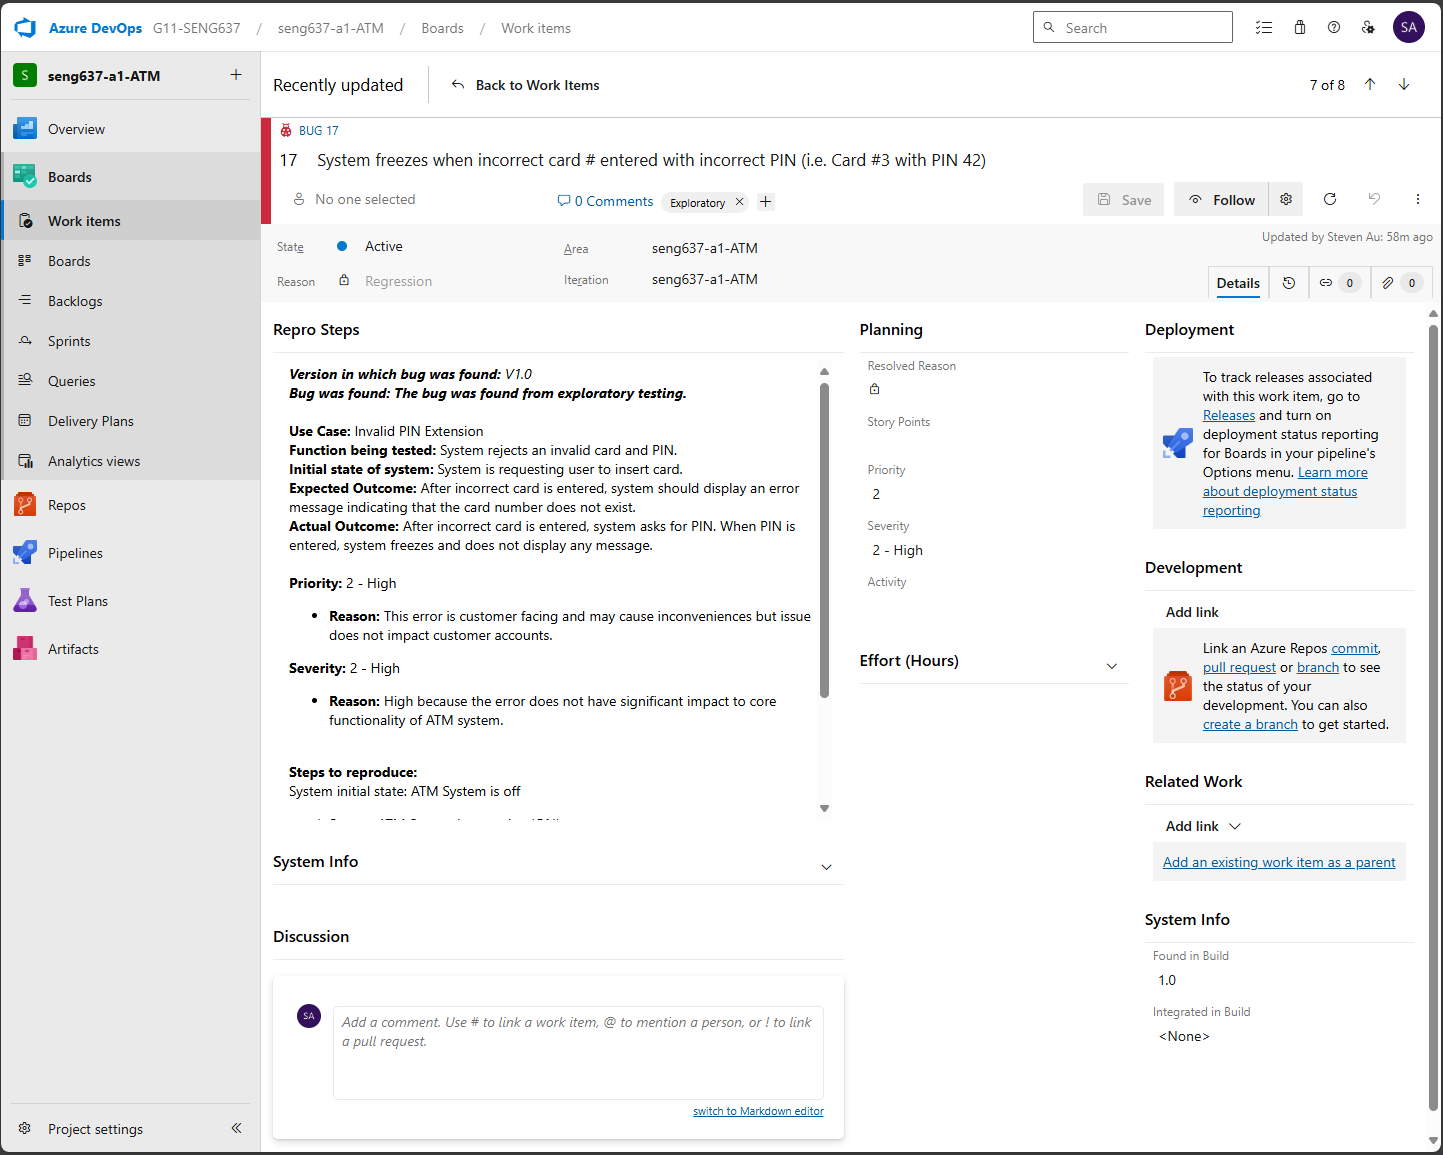 Azure DevOps G11-SENG637 / seng637-a1-ATM / Boards / Work items
Search
SA
S seng637-a1-ATM +
Overview
Boards
Work items
Boards
Backlogs
Sprints
Queries
Delivery Plans
Analytics views
Repos
Pipelines
Test Plans
Artifacts
Project settings
Recently updated
Back to Work Items
7 of 8
BUG 17
17 System freezes when incorrect card # entered with incorrect PIN (i.e. Card #3 with PIN 42)
No one selected
0 Comments
Exploratory
Save
Follow
State Active
Area seng637-a1-ATM
Updated by Steven Au: 58m ago
Reason Regression
Iteration seng637-a1-ATM
Details
0
0
Repro Steps
Version in which bug was found: V1.0
Bug was found: The bug was found from exploratory testing.
Use Case: Invalid PIN Extension
Function being tested: System rejects an invalid card and PIN.
Initial state of system: System is requesting user to insert card.
Expected Outcome: After incorrect card is entered, system should display an error
message indicating that the card number does not exist.
Actual Outcome: After incorrect card is entered, system asks for PIN. When PIN is
entered, system freezes and does not display any message.
Priority: 2 - High
• Reason: This error is customer facing and may cause inconveniences but issue
does not impact customer accounts.
Severity: 2 - High
• Reason: High because the error does not have significant impact to core
functionality of ATM system.
Steps to reproduce:
System initial state: ATM System is off
System Info
Discussion
SA
Add a comment. Use # to link a work item, @ to mention a person, or ! to link
a pull request.
switch to Markdown editor
Planning
Resolved Reason
Story Points
Priority
2
Severity
2 - High
Activity
Effort (Hours)
Deployment
To track releases associated
with this work item, go to
Releases and turn on
deployment status reporting
for Boards in your pipeline's
Options menu. Learn more
about deployment status
reporting
Development
Add link
Link an Azure Repos commit,
pull request or branch to see
the status of your
development. You can also
create a branch to get started.
Related Work
Add link
Add an existing work item as a parent
System Info
Found in Build
1.0
Integrated in Build
<None>